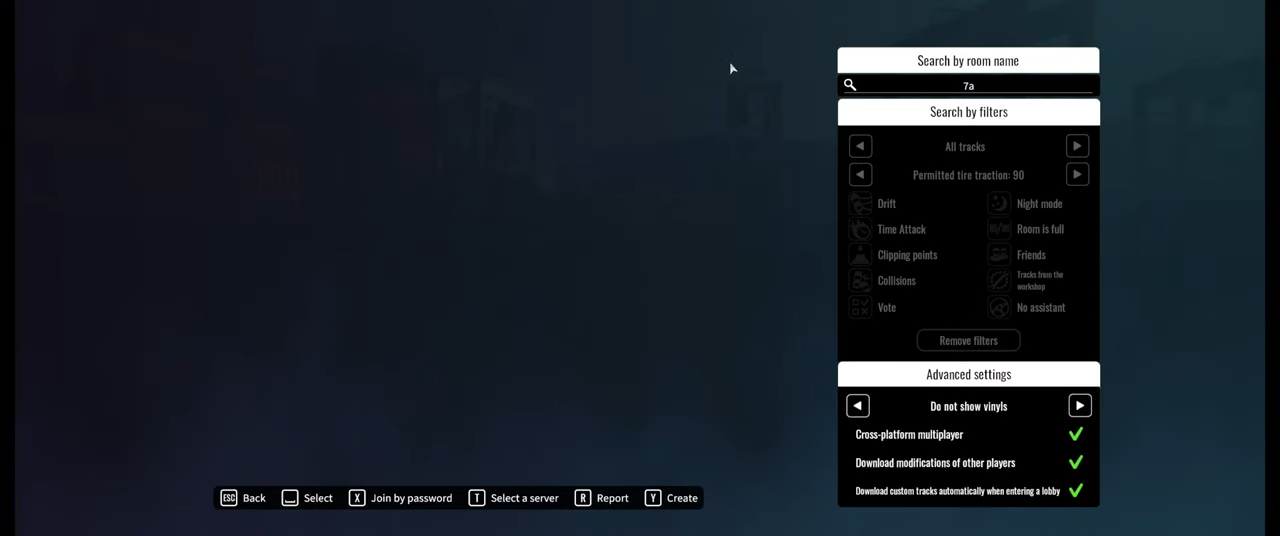 Search by room name
7a
Search by filters
All tracks
Permitted tire traction: 90
Drift
Night mode
Time Attack
Room is full
Clipping points
Friends
Collisions
Tracks from the
workshop
Vote
No assistant
Remove filters
Advanced settings
Do not show vinyls
Cross-platform multiplayer
Download modifications of other players
Download custom tracks automatically when entering a lobby
ESC Back Select X Join by password T Select a server R Report Y Create